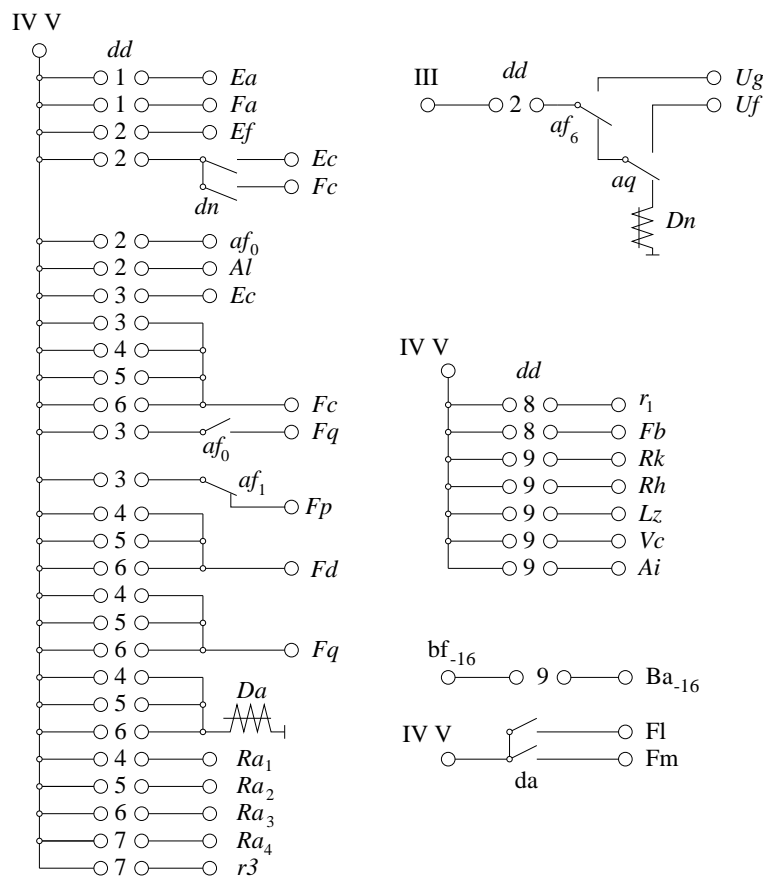 IV V
dd
1 Ea
1 Fa
2 Ef
2 Ec
Fc
dn
2 af0
2 Al
3 Ec
3
4
5
6 Fc
3 Fq
af0
3 af1
Fp
4
5
6 Fd
4
5
6 Fq
4
Da
5
6
4 Ra1
5 Ra2
6 Ra3
7 Ra4
7 r3
III
dd
2
Ug
Uf
af6
aq
Dn
IV V
dd
8 r1
8 Fb
9 Rk
9 Rh
9 Lz
9 Vc
9 Ai
bf-16
9 Ba-16
IV V
Fl
Fm
da